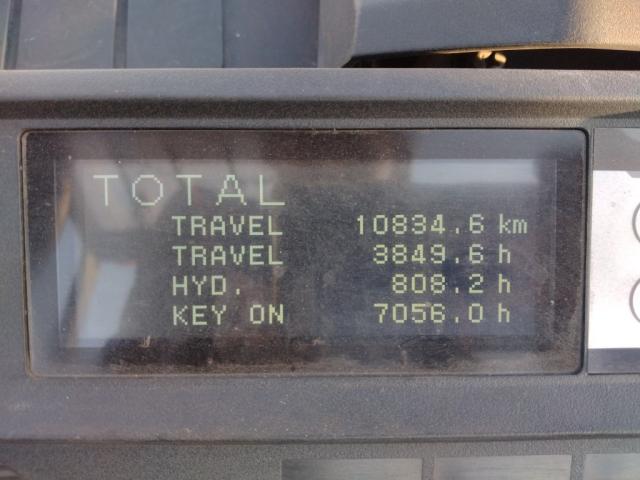 TOTAL
TRAVEL 10834.6 km
TRAVEL 3849.6 h
HYD. 808.2 h
KEY ON 7056.0 h